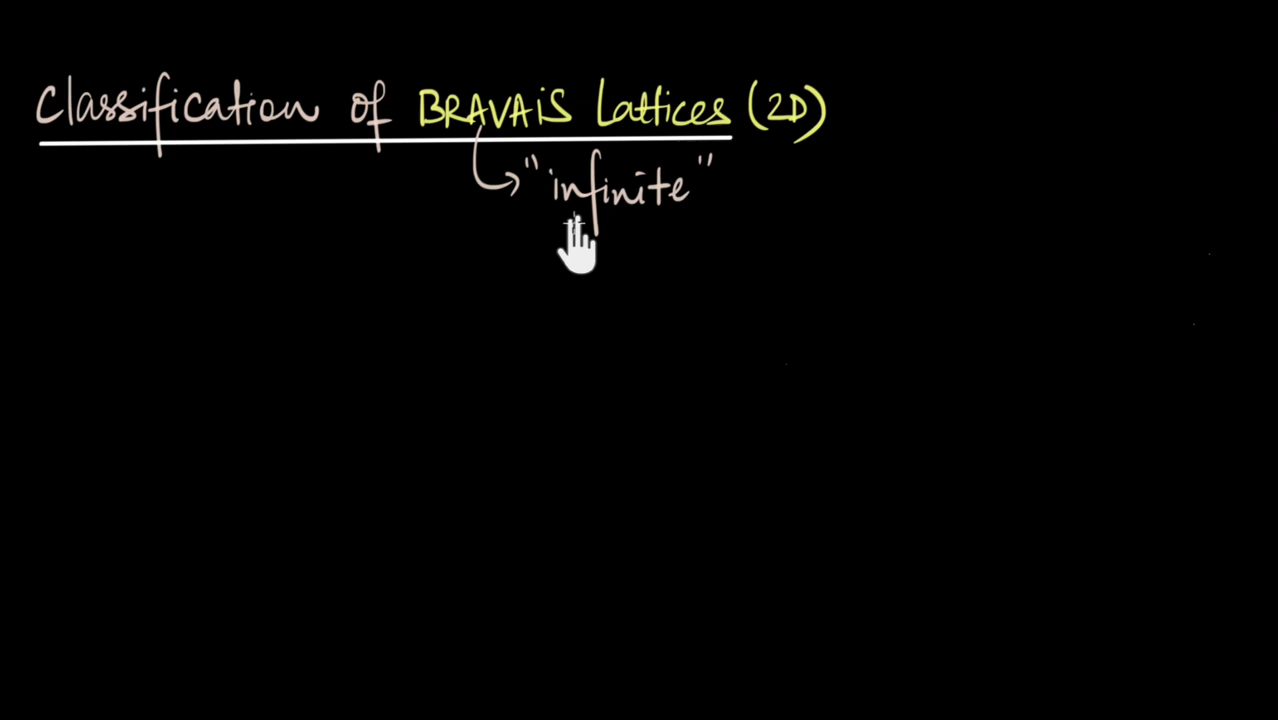 Classification of BRAVAIS Lattices (2D)
"infinite"